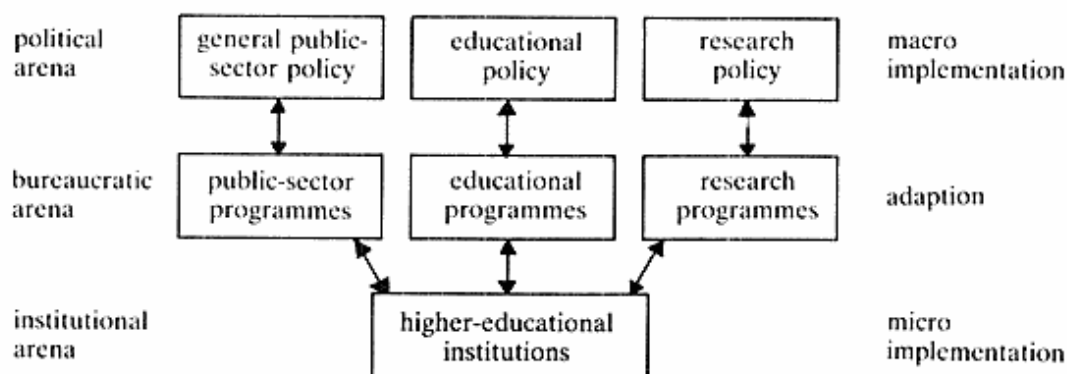 political
arena
general public-
sector policy
educational
policy
research
policy
macro
implementation
bureaucratic
arena
public-sector
programmes
educational
programmes
research
programmes
adaption
institutional
arena
higher-educational
institutions
micro
implementation